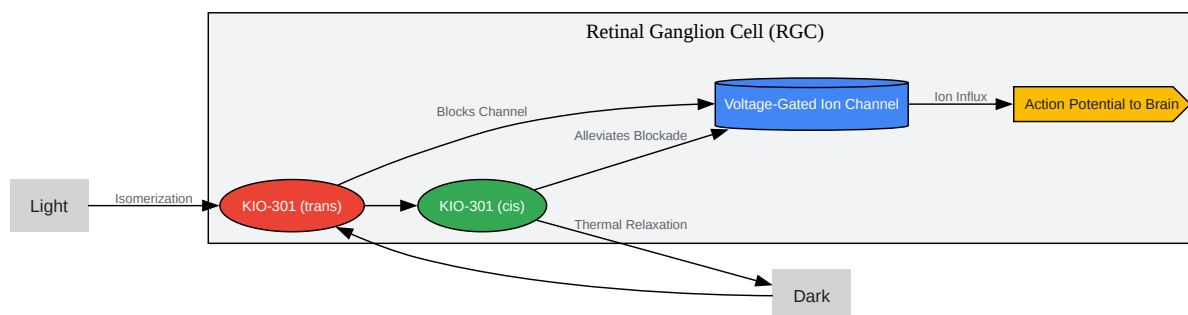 Retinal Ganglion Cell (RGC)
Blocks Channel
Voltage-Gated Ion Channel
Ion Influx
Action Potential to Brain
Alleviates Blockade
Light
Isomerization
KIO-301 (trans)
KIO-301 (cis)
Thermal Relaxation
Dark